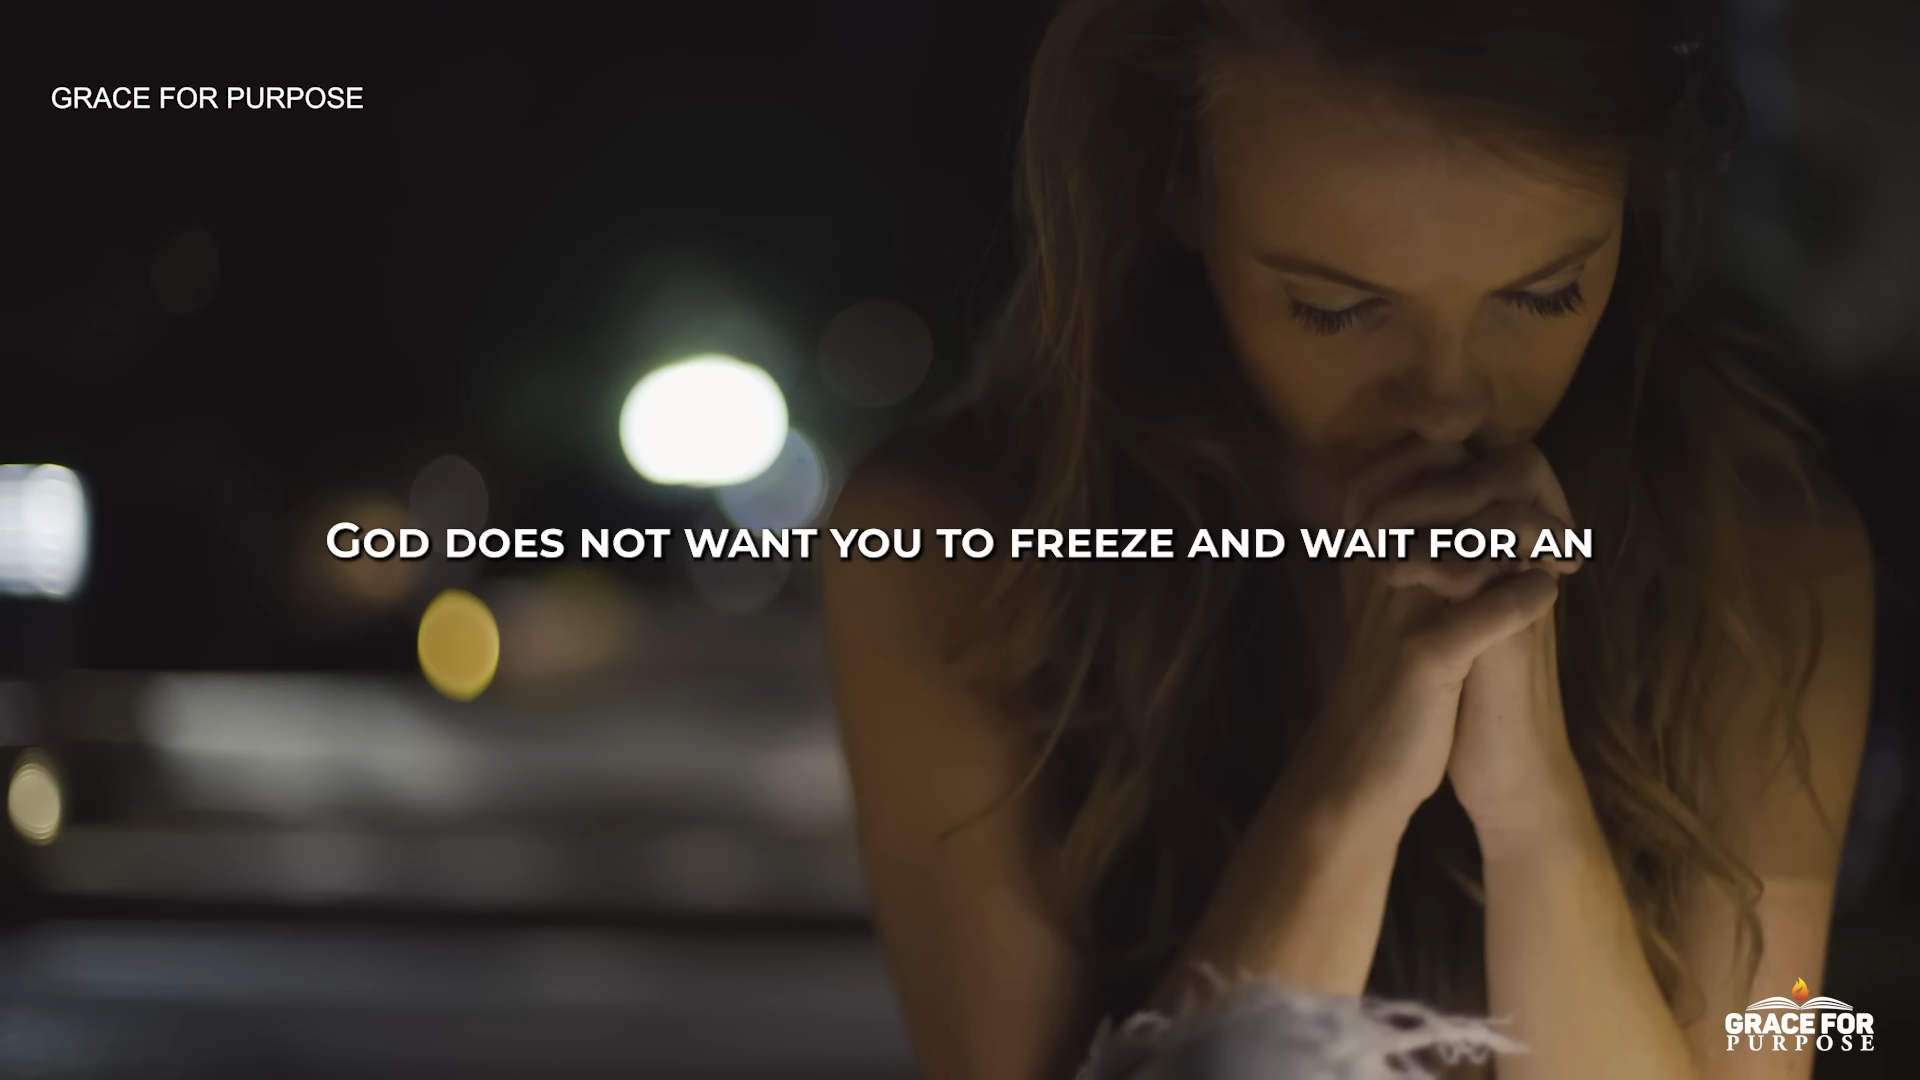 GRACE FOR PURPOSE
God does not want you to freeze and wait for an
GRACE FOR
PURPOSE